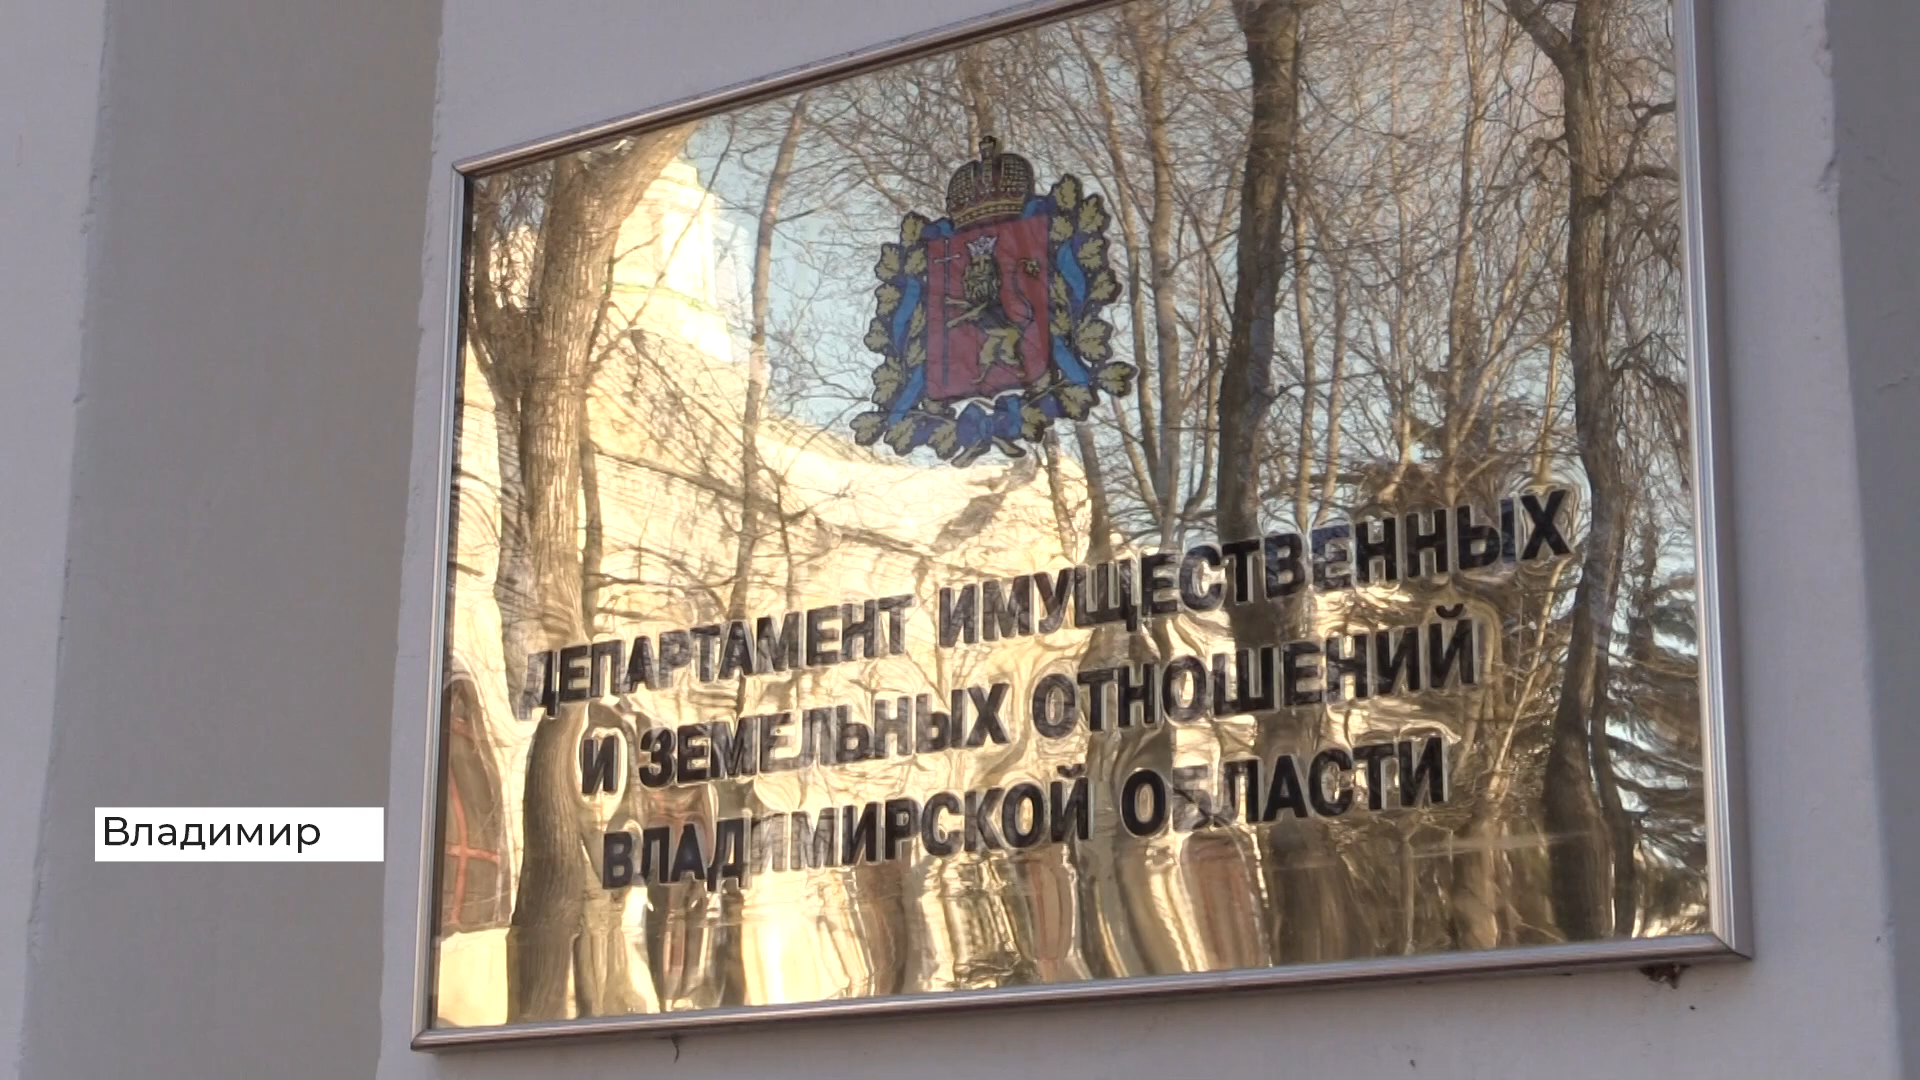 ДЕПАРТАМЕНТ ИМУЩЕСТВЕННЫХ
И ЗЕМЕЛЬНЫХ ОТНОШЕНИЙ
ВЛАДИМИРСКОЙ ОБЛАСТИ
Владимир